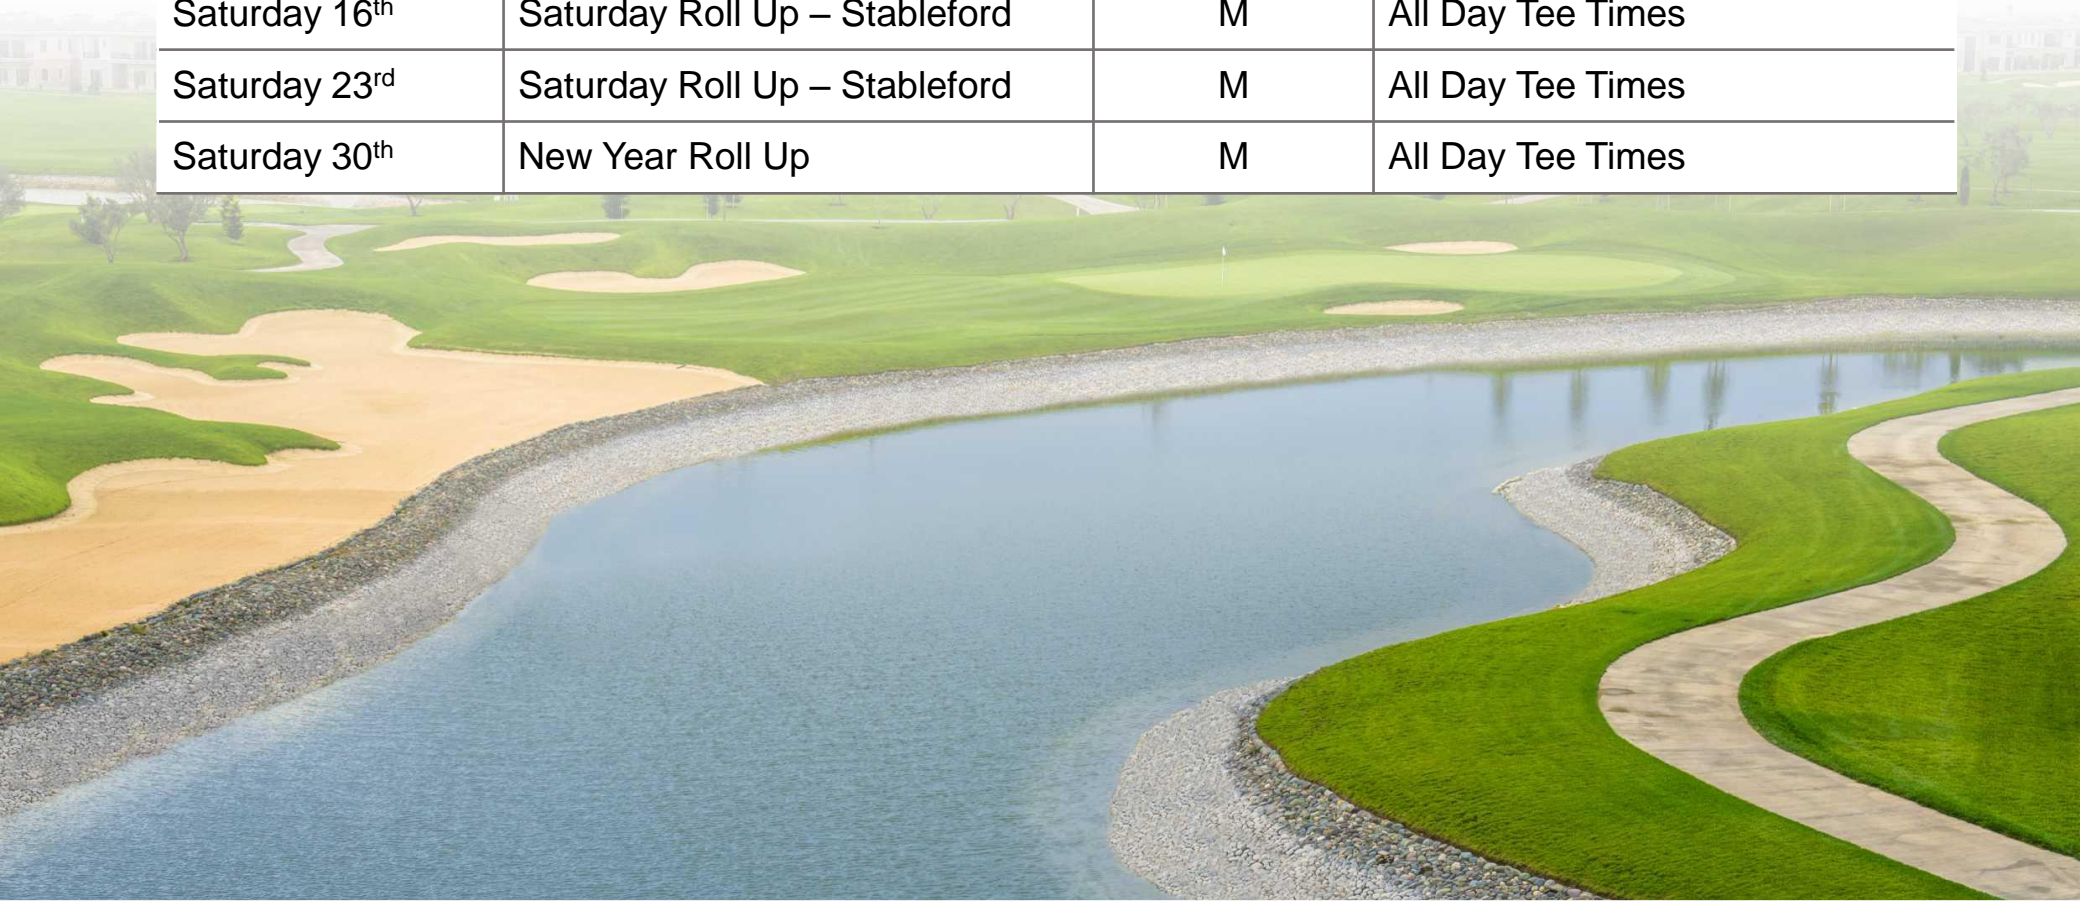 Saturday 16th Saturday Roll Up – Stableford M All Day Tee Times
Saturday 23rd Saturday Roll Up – Stableford M All Day Tee Times
Saturday 30th New Year Roll Up M All Day Tee Times